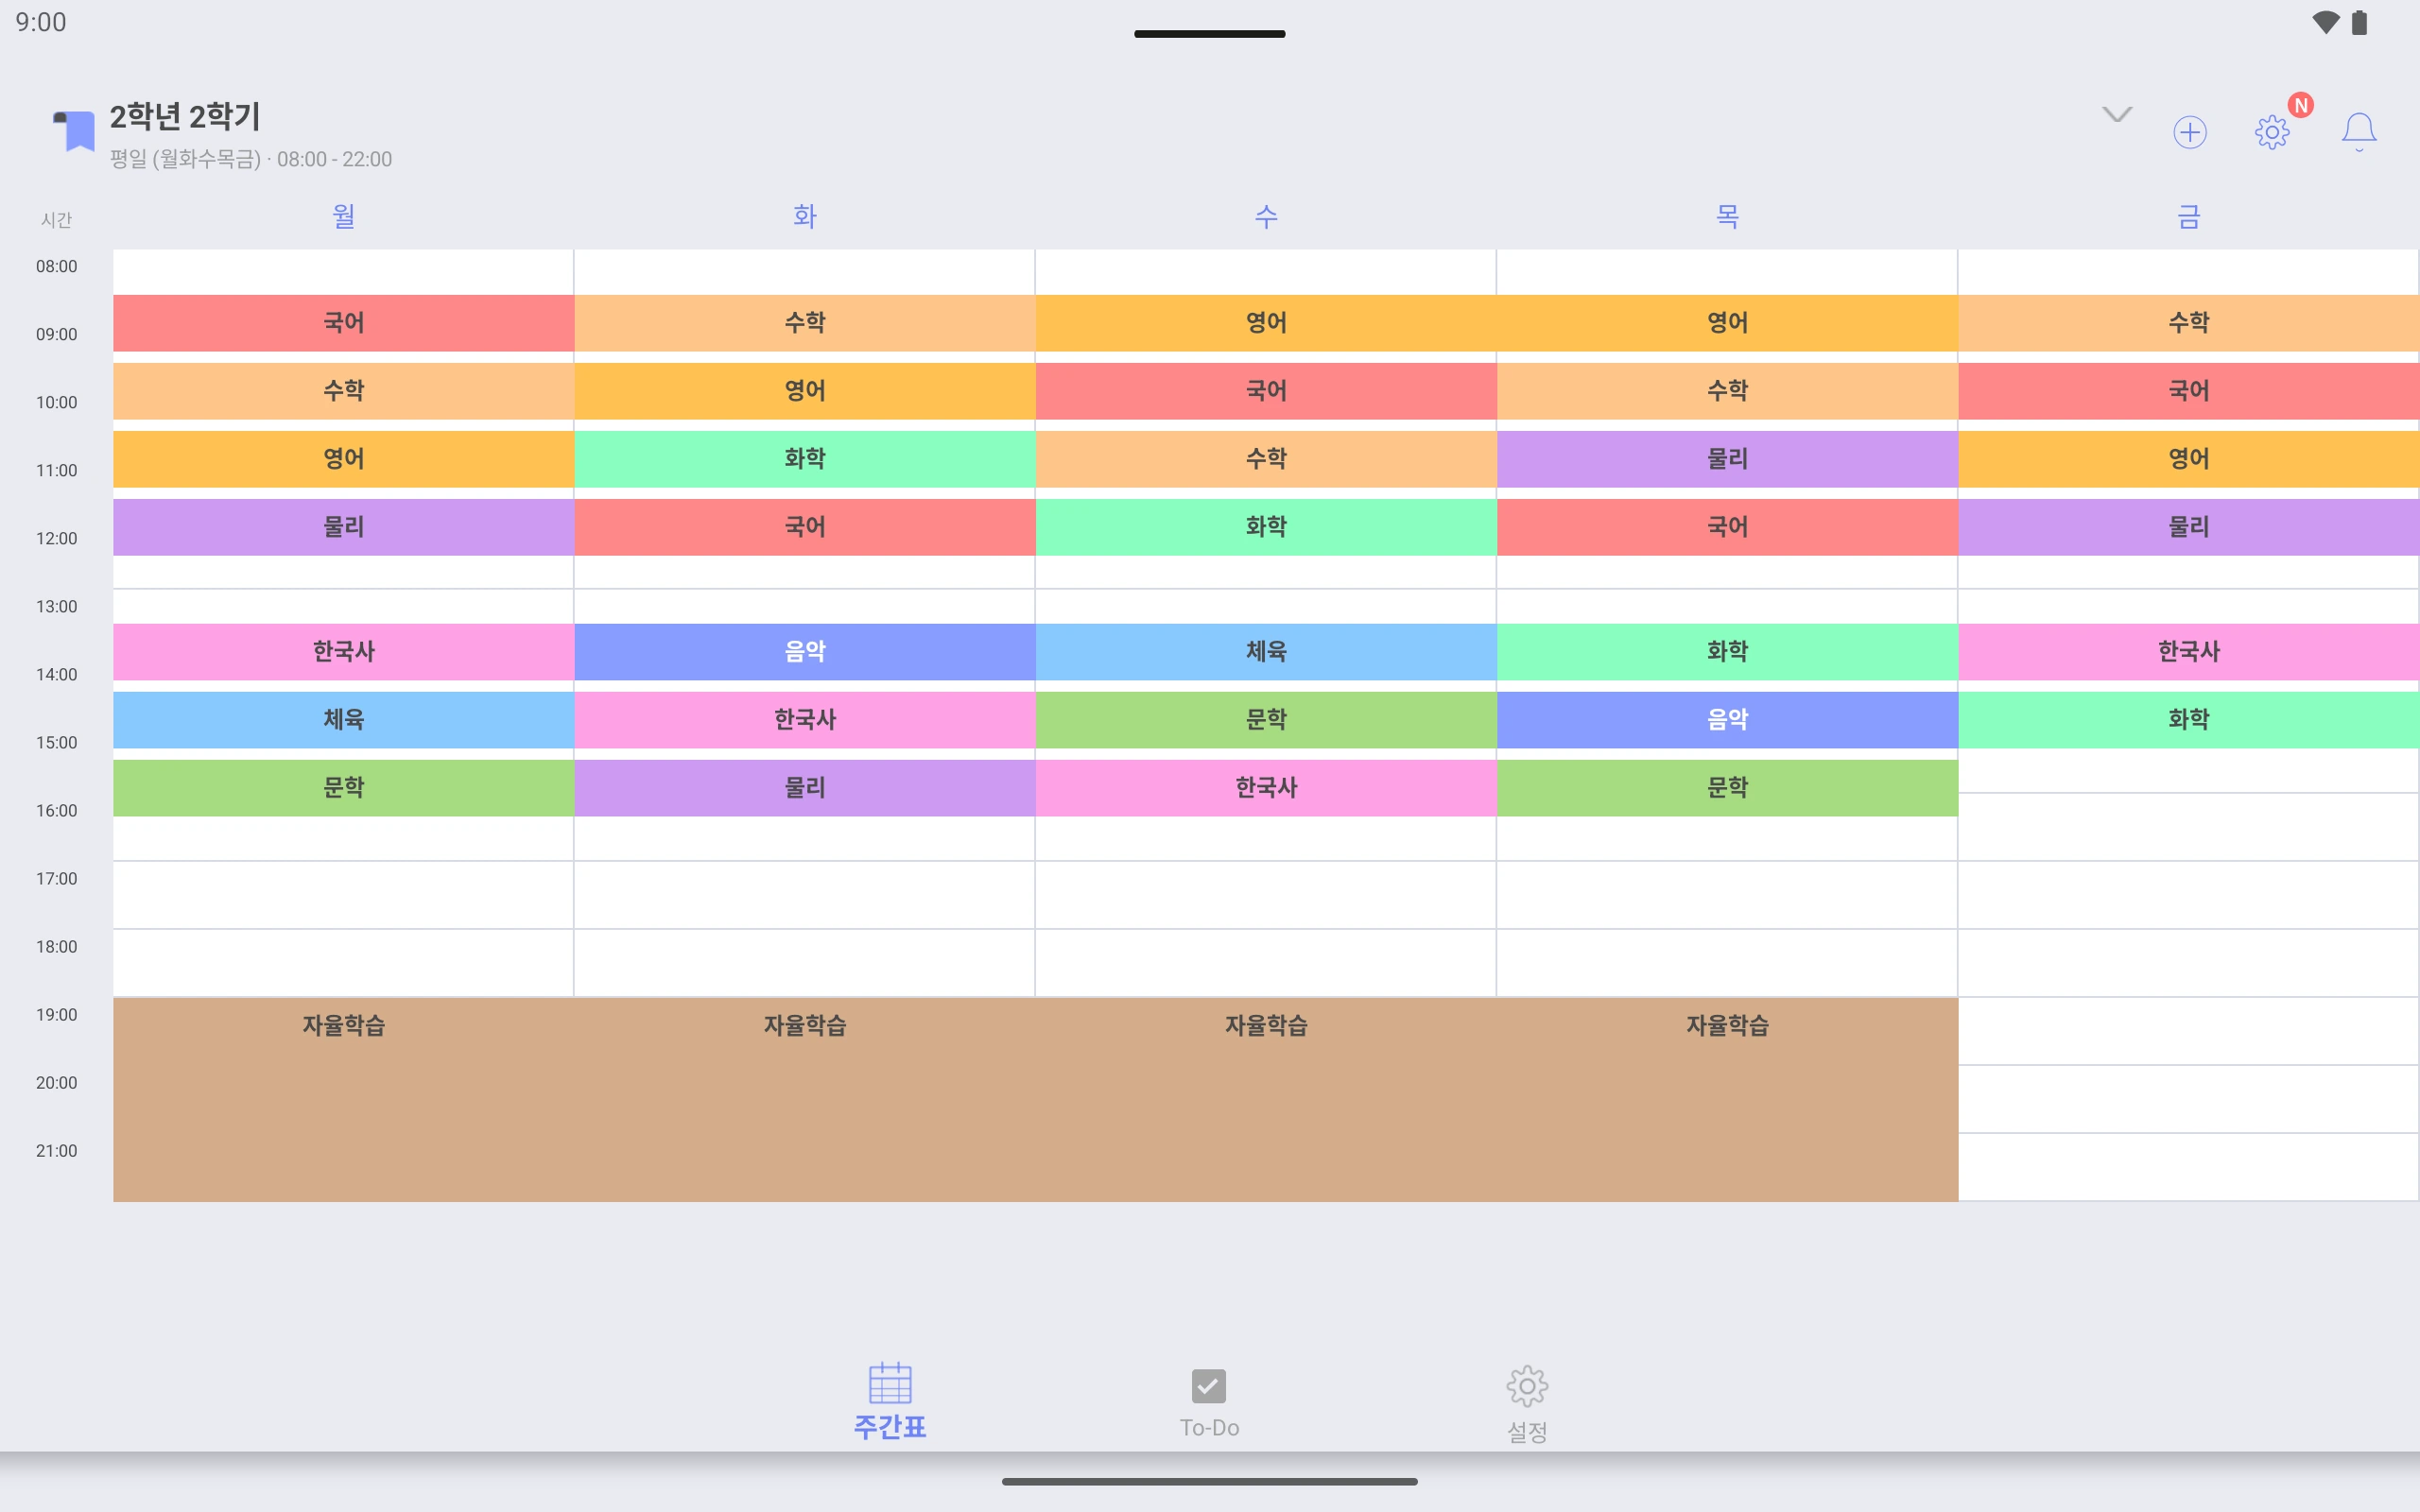 9:00
2학년 2학기
N
평일 (월화수목금) · 08:00 - 22:00
시간 월 화 수 목 금
08:00
국어 수학 영어 영어 수학
09:00
수학 영어 국어 수학 국어
10:00
영어 화학 수학 물리 영어
11:00
물리 국어 화학 국어 물리
12:00
13:00
한국사 음악 체육 화학 한국사
14:00
체육 한국사 문학 음악 화학
15:00
문학 물리 한국사 문학
16:00
17:00
18:00
19:00
자율학습 자율학습 자율학습 자율학습
20:00
21:00
주간표 To-Do 설정